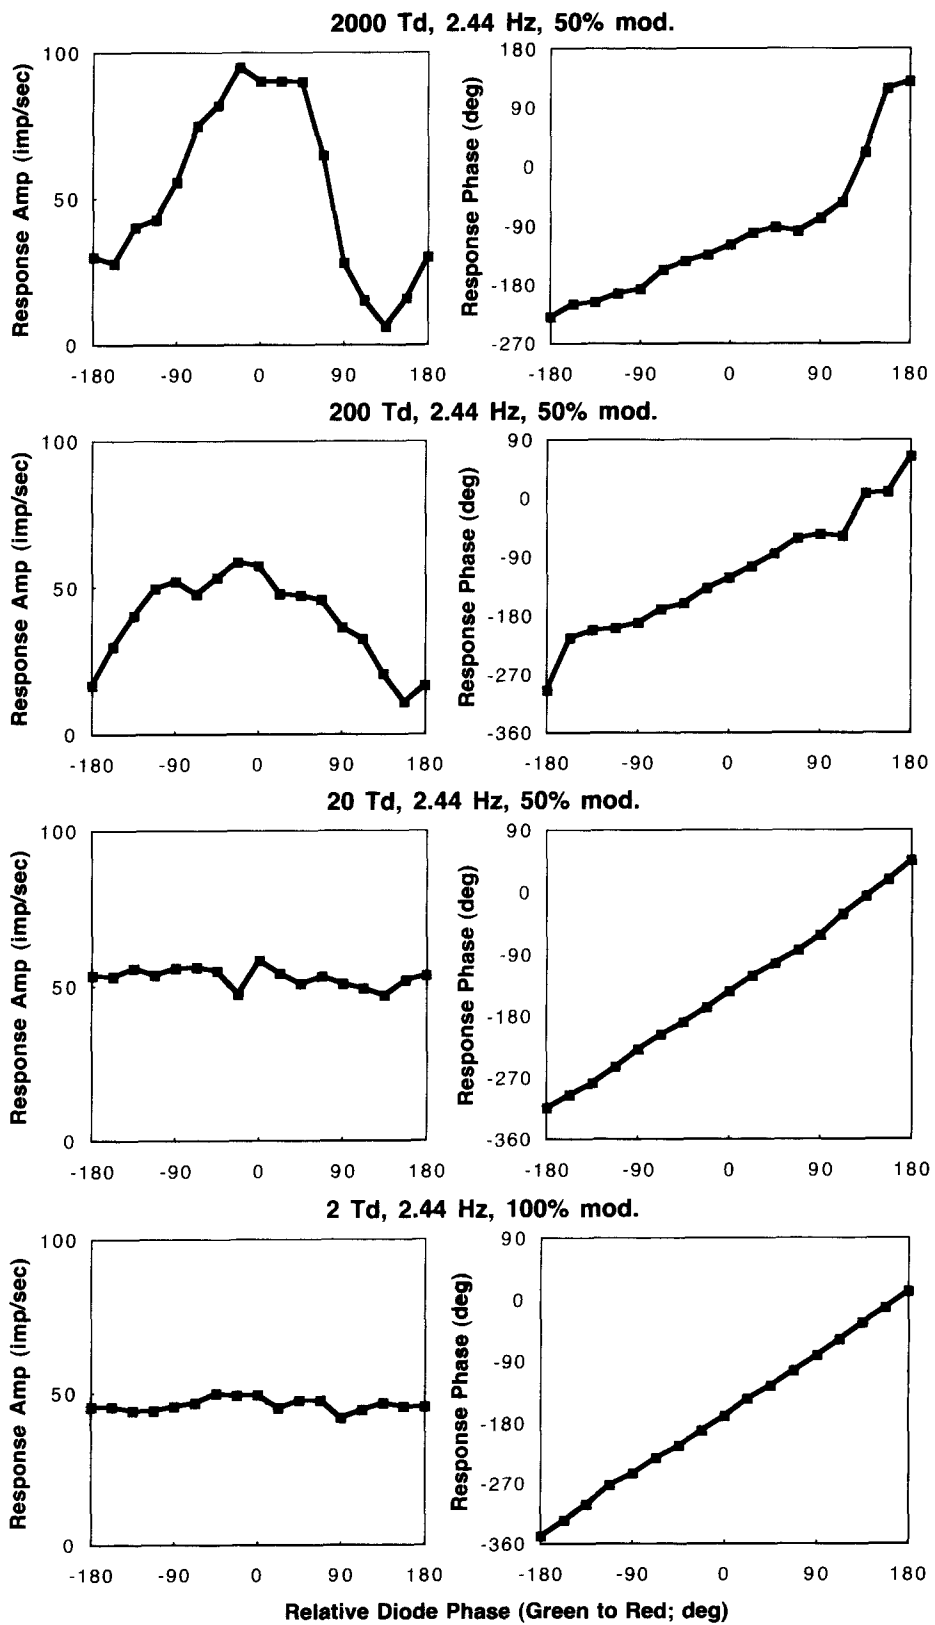 2000 Td, 2.44 Hz, 50% mod.
Response Amp (imp/sec)
100
50
0
-180 -90 0 90 180
Response Phase (deg)
180
90
0
-90
-180
-270
-180 -90 0 90 180
200 Td, 2.44 Hz, 50% mod.
Response Amp (imp/sec)
100
50
0
-180 -90 0 90 180
Response Phase (deg)
90
0
-90
-180
-270
-360
-180 -90 0 90 180
20 Td, 2.44 Hz, 50% mod.
Response Amp (imp/sec)
100
50
0
-180 -90 0 90 180
Response Phase (deg)
90
0
-90
-180
-270
-360
-180 -90 0 90 180
2 Td, 2.44 Hz, 100% mod.
Response Amp (imp/sec)
100
50
0
-180 -90 0 90 180
Response Phase (deg)
90
0
-90
-180
-270
-360
-180 -90 0 90 180
Relative Diode Phase (Green to Red; deg)